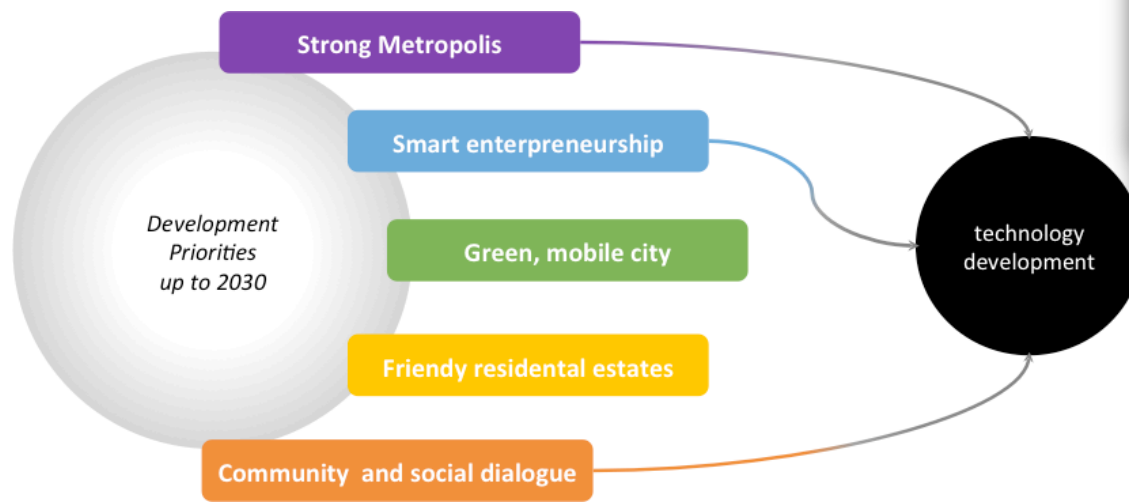 Strong Metropolis
Smart enterpreneurship
Development
Priorities
up to 2030
Green, mobile city
technology
development
Friendy residental estates
Community and social dialogue